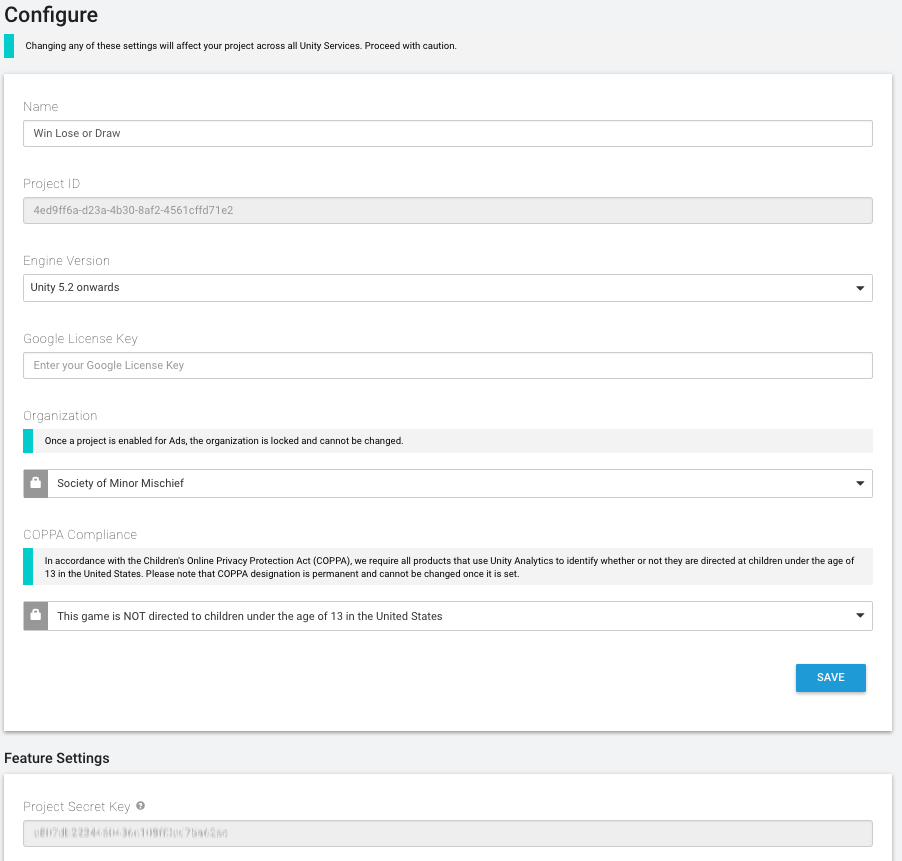 Configure
Changing any of these settings will affect your project across all Unity Services. Proceed with caution.
Name
Win Lose or Draw
Project ID
4ed9ff6a-d23a-4b30-8af2-4561cffd71e2
Engine Version
Unity 5.2 onwards
Google License Key
Enter your Google License Key
Organization
Once a project is enabled for Ads, the organization is locked and cannot be changed.
Society of Minor Mischief
COPPA Compliance
In accordance with the Children's Online Privacy Protection Act (COPPA), we require all products that use Unity Analytics to identify whether or not they are directed at children under the age of
13 in the United States. Please note that COPPA designation is permanent and cannot be changed once it is set.
This game is NOT directed to children under the age of 13 in the United States
SAVE
Feature Settings
Project Secret Key ?